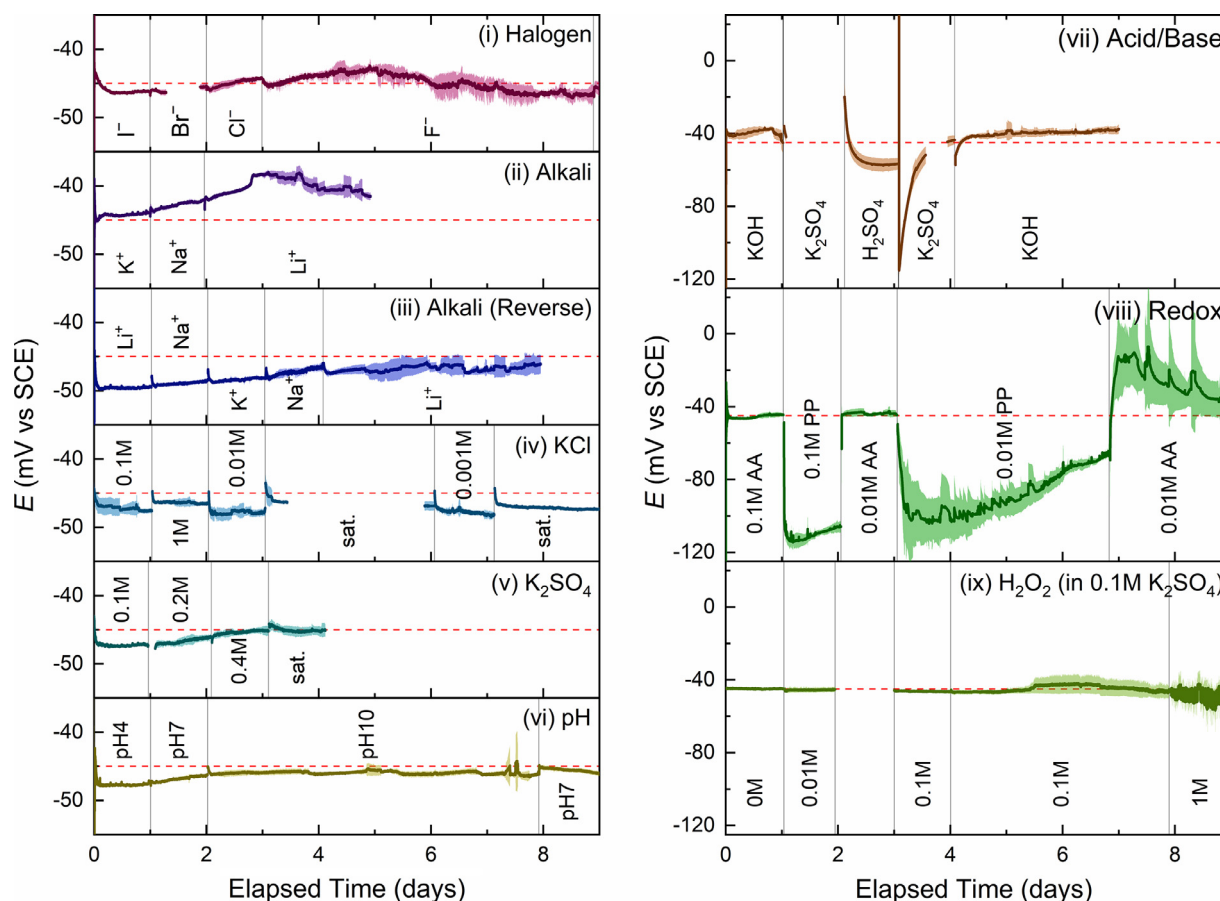 (i) Halogen
-40
-50
I⁻
Br⁻
Cl⁻
F⁻
(ii) Alkali
-40
-50
K⁺
Na⁺
Li⁺
(iii) Alkali (Reverse)
-40
-50
Li⁺
Na⁺
K⁺
Na⁺
Li⁺
(iv) KCl
-40
-50
0.1M
1M
0.01M
sat.
0.001M
sat.
(v) K₂SO₄
-40
-50
0.1M
0.2M
0.4M
sat.
(vi) pH
-40
-50
pH4
pH7
pH10
pH7
0 2 4 6 8
Elapsed Time (days)
E (mV vs SCE)
(vii) Acid/Base
0
-40
-80
-120
KOH
K₂SO₄
H₂SO₄
K₂SO₄
KOH
(viii) Redox
0
-40
-80
-120
0.1M AA
0.1M PP
0.01M AA
0.01M PP
0.01M AA
(ix) H₂O₂ (in 0.1M K₂SO₄)
0
-40
-80
-120
0M
0.01M
0.1M
0.1M
1M
0 2 4 6 8
Elapsed Time (days)
E (mV vs SCE)